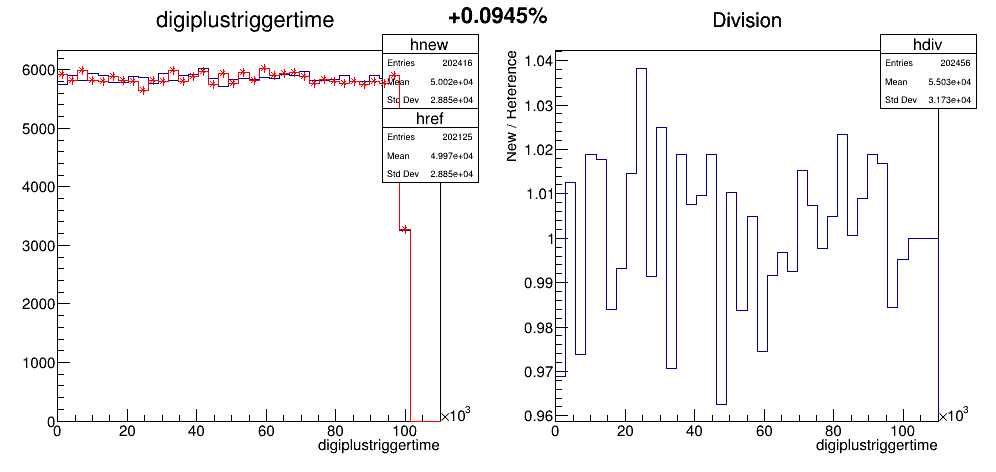 digiplustriggertime
+0.0945%
Division
hnew
Entries 202416
Mean 5.002e+04
Std Dev 2.885e+04
href
Entries 202125
Mean 4.997e+04
Std Dev 2.885e+04
6000
5000
4000
3000
2000
1000
0
0 20 40 60 80 100 ×10³
digiplustriggertime
hdiv
Entries 202456
Mean 5.503e+04
Std Dev 3.173e+04
New / Reference
1.04
1.03
1.02
1.01
1
0.99
0.98
0.97
0.96
0 20 40 60 80 100 ×10³
digiplustriggertime